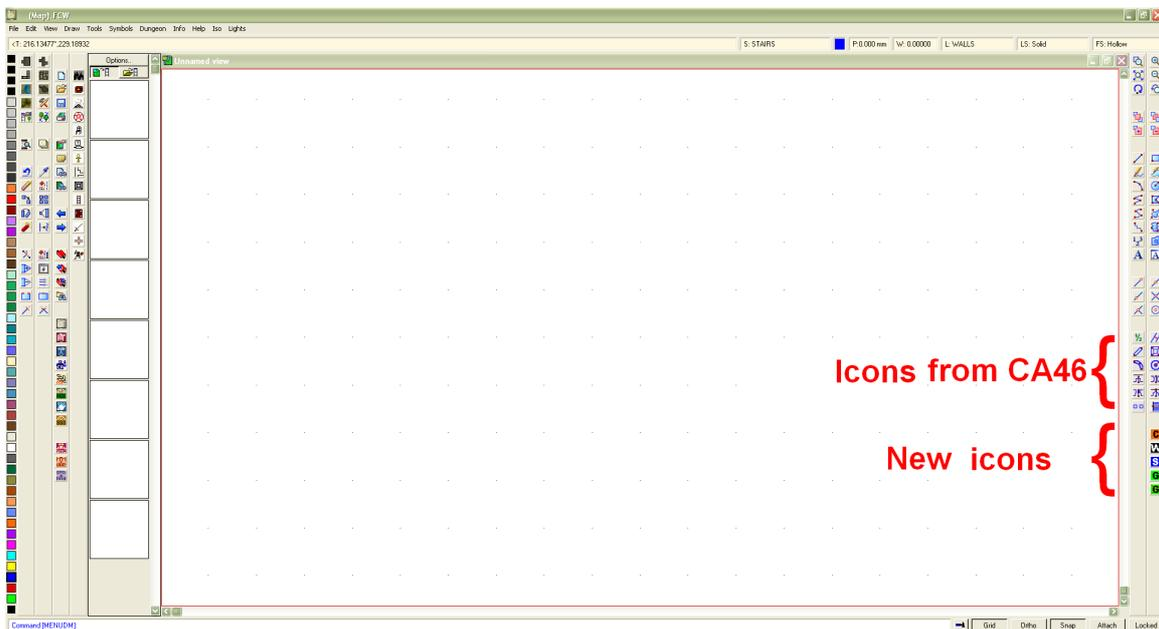 (Map).FCW
File Edit View Draw Tools Symbols Dungeon Info Help Iso Lights
<T: 216.13477",229.18932 S: STAIRS P:0.000 mm W: 0.00000 L: WALLS LS: Solid FS: Hollow
Options..
Unnamed view
A A
½
Icons from CA46
C
New icons
W
S
G
G
Command [MENUDM]
Grid Ortho Snap Attach Locked